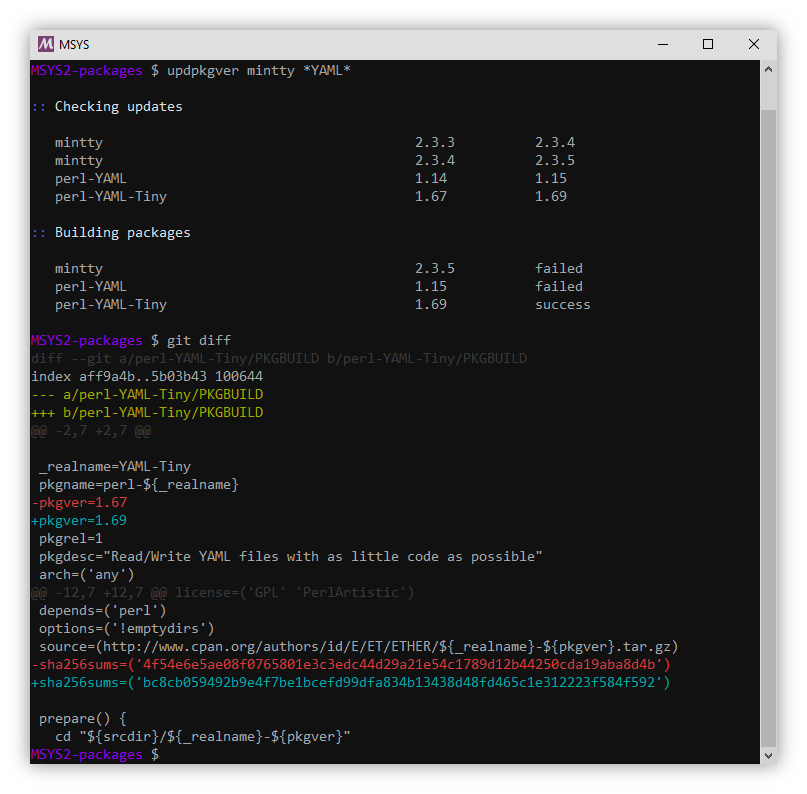 MSYS
MSYS2-packages $ updpkgver mintty *YAML*
:: Checking updates
mintty 2.3.3 2.3.4
mintty 2.3.4 2.3.5
perl-YAML 1.14 1.15
perl-YAML-Tiny 1.67 1.69
:: Building packages
mintty 2.3.5 failed
perl-YAML 1.15 failed
perl-YAML-Tiny 1.69 success
MSYS2-packages $ git diff
diff --git a/perl-YAML-Tiny/PKGBUILD b/perl-YAML-Tiny/PKGBUILD
index aff9a4b..5b03b43 100644
--- a/perl-YAML-Tiny/PKGBUILD
+++ b/perl-YAML-Tiny/PKGBUILD
@@ -2,7 +2,7 @@
_realname=YAML-Tiny
pkgname=perl-${_realname}
-pkgver=1.67
+pkgver=1.69
pkgrel=1
pkgdesc="Read/Write YAML files with as little code as possible"
arch=('any')
@@ -12,7 +12,7 @@ license=('GPL' 'PerlArtistic')
depends=('perl')
options=('!emptydirs')
source=(http://www.cpan.org/authors/id/E/ET/ETHER/${_realname}-${pkgver}.tar.gz)
-sha256sums=('4f54e6e5ae08f0765801e3c3edc44d29a21e54c1789d12b44250cda19aba8d4b')
+sha256sums=('bc8cb059492b9e4f7be1bcefd99dfa834b13438d48fd465c1e312223f584f592')
prepare() {
cd "${srcdir}/${_realname}-${pkgver}"
MSYS2-packages $